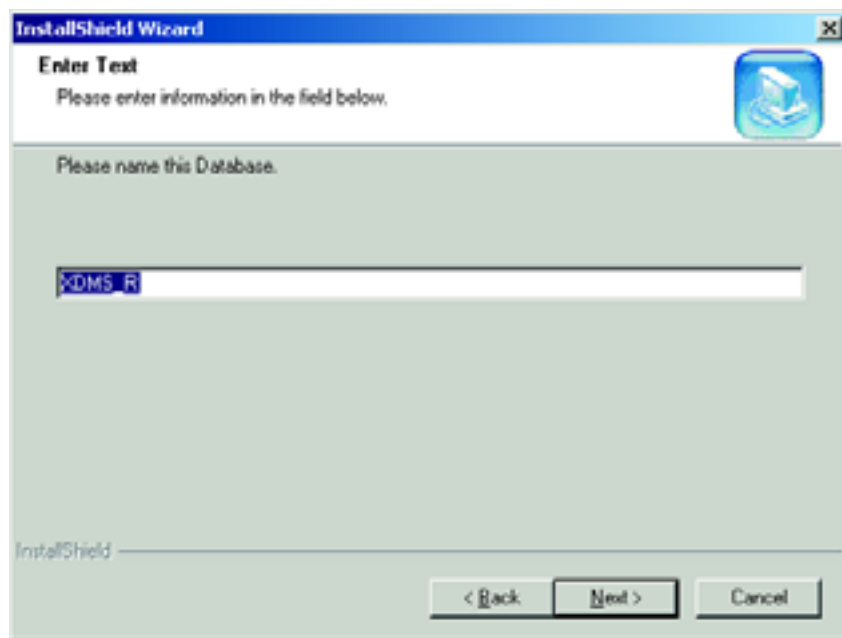 InstallShield Wizard
Enter Text
Please enter information in the field below.
Please name this Database.
XDMS_R
InstallShield
< Back
Next >
Cancel